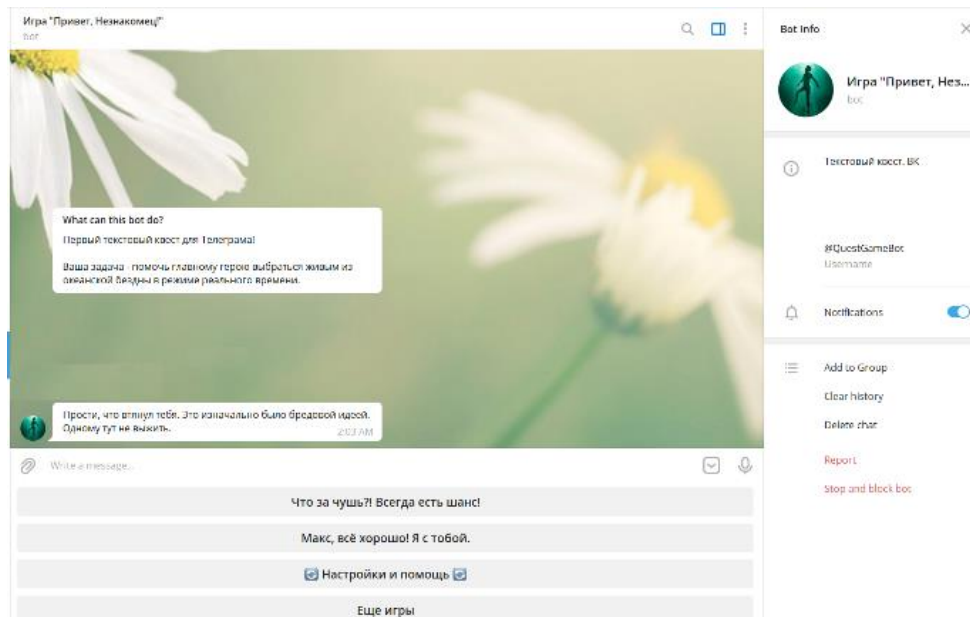 Игра "Привет, Незнакомец!"
bot
What can this bot do?
Первый текстовый квест для Телеграма!
Ваша задача - помочь главному герою выбраться живым из
океанской бездны в режиме реального времени.
Прости, что втянул тебя. Это изначально было бредовой идеей.
Одному тут не выжить.
2:03 AM
Write a message...
Что за чушь?! Всегда есть шанс!
Макс, всё хорошо! Я с тобой.
Настройки и помощь
Еще игры
Bot Info
Игра "Привет, Нез...
bot
Текстовый квест. ВК
@QuestGameBot
Username
Notifications
Add to Group
Clear history
Delete chat
Report
Stop and block bot